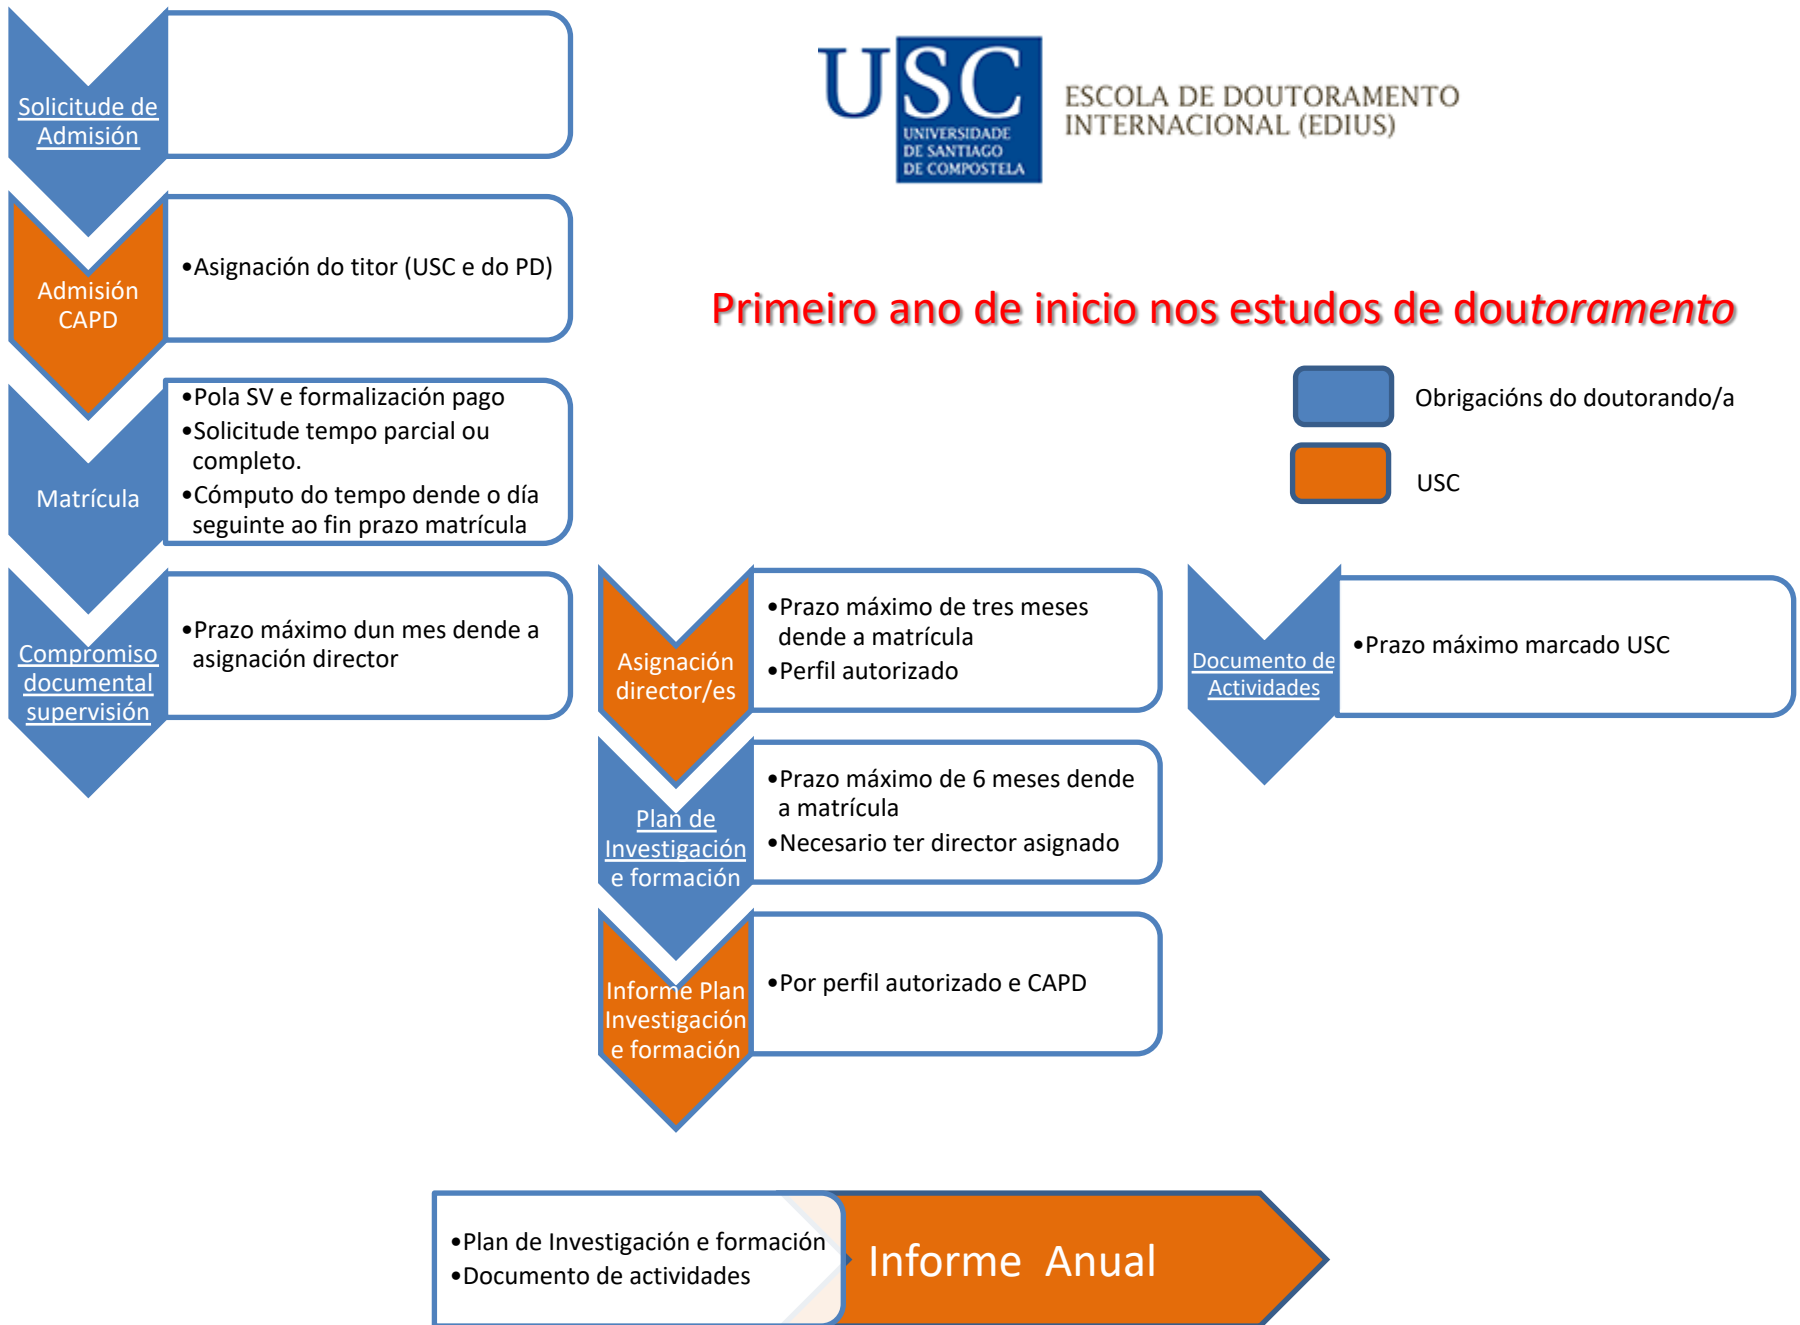 Solicitude de
Admisión
USC
UNIVERSIDADE
DE SANTIAGO
DE COMPOSTELA
ESCOLA DE DOUTORAMENTO
INTERNACIONAL (EDIUS)
Admisión
CAPD
•Asignación do titor (USC e do PD)
Primeiro ano de inicio nos estudos de doutoramento
Obrigacións do doutorando/a
USC
Matrícula
•Pola SV e formalización pago
•Solicitude tempo parcial ou
completo.
•Cómputo do tempo dende o día
seguinte ao fin prazo matrícula
Compromiso
documental
supervisión
•Prazo máximo dun mes dende a
asignación director
Asignación
director/es
•Prazo máximo de tres meses
dende a matrícula
•Perfil autorizado
Plan de
Investigación
e formación
•Prazo máximo de 6 meses dende
a matrícula
•Necesario ter director asignado
Informe Plan
Investigación
e formación
•Por perfil autorizado e CAPD
Documento de
Actividades
•Prazo máximo marcado USC
•Plan de Investigación e formación
•Documento de actividades
Informe Anual